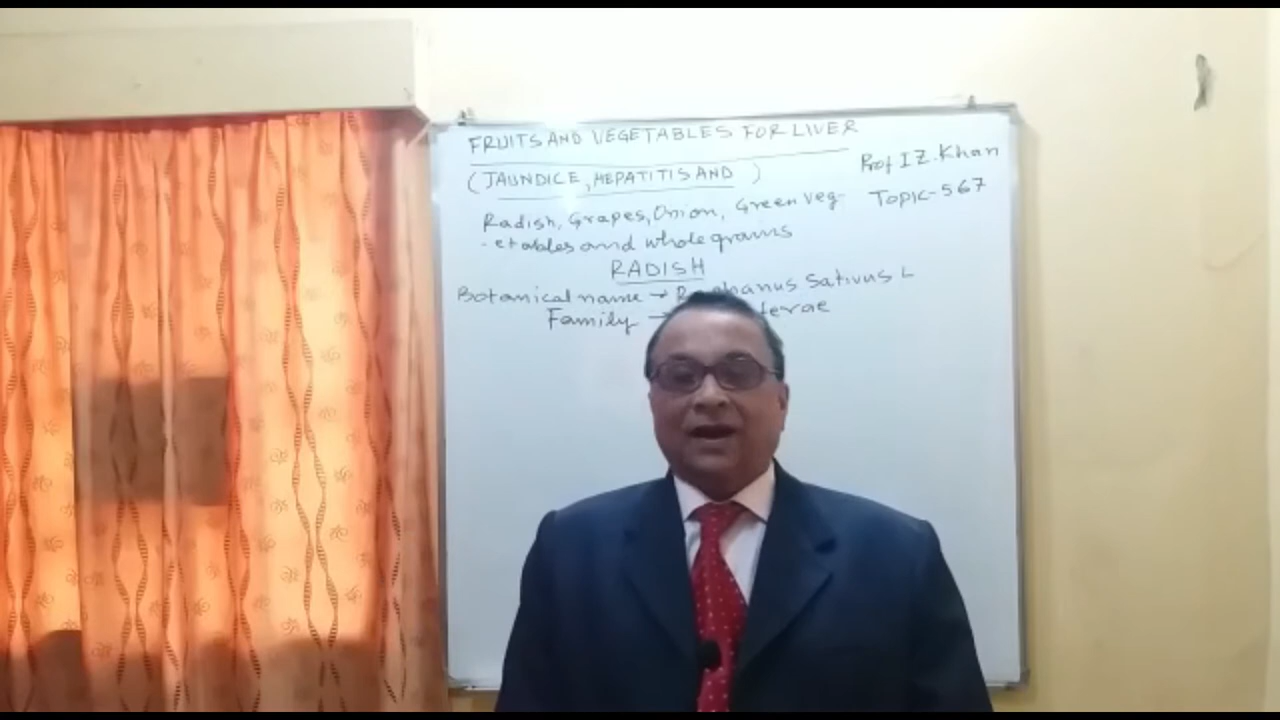 FRUITS AND VEGETABLES FOR LIVER
(JAUNDICE, HEPATITIS AND )
Prof I Z. Khan
Topic-567
Radish, Grapes, Onion, Green Veg-
-etables and whole grains
RADISH
Botanical name → Sativus L
Family →